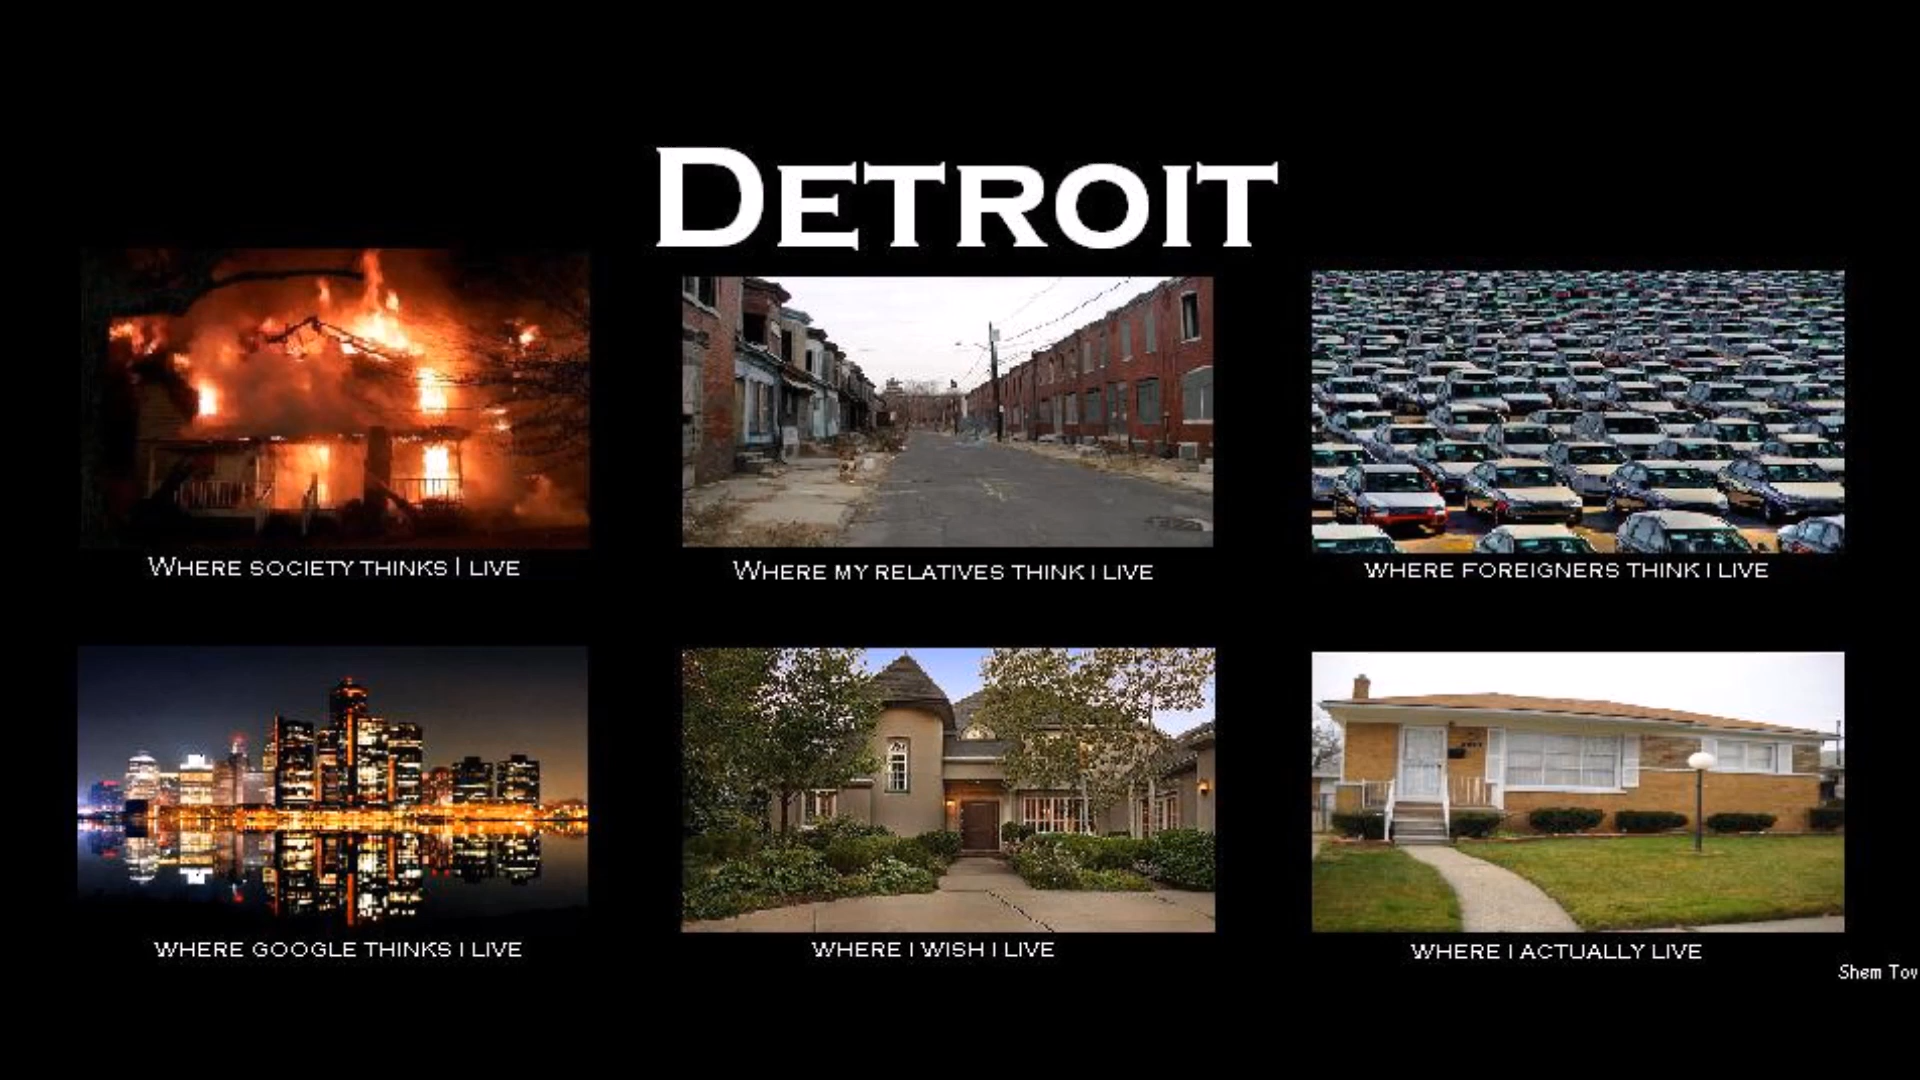 DETROIT
WHERE SOCIETY THINKS I LIVE
WHERE MY RELATIVES THINK I LIVE
WHERE FOREIGNERS THINK I LIVE
WHERE GOOGLE THINKS I LIVE
WHERE I WISH I LIVE
WHERE I ACTUALLY LIVE
Shem Tov